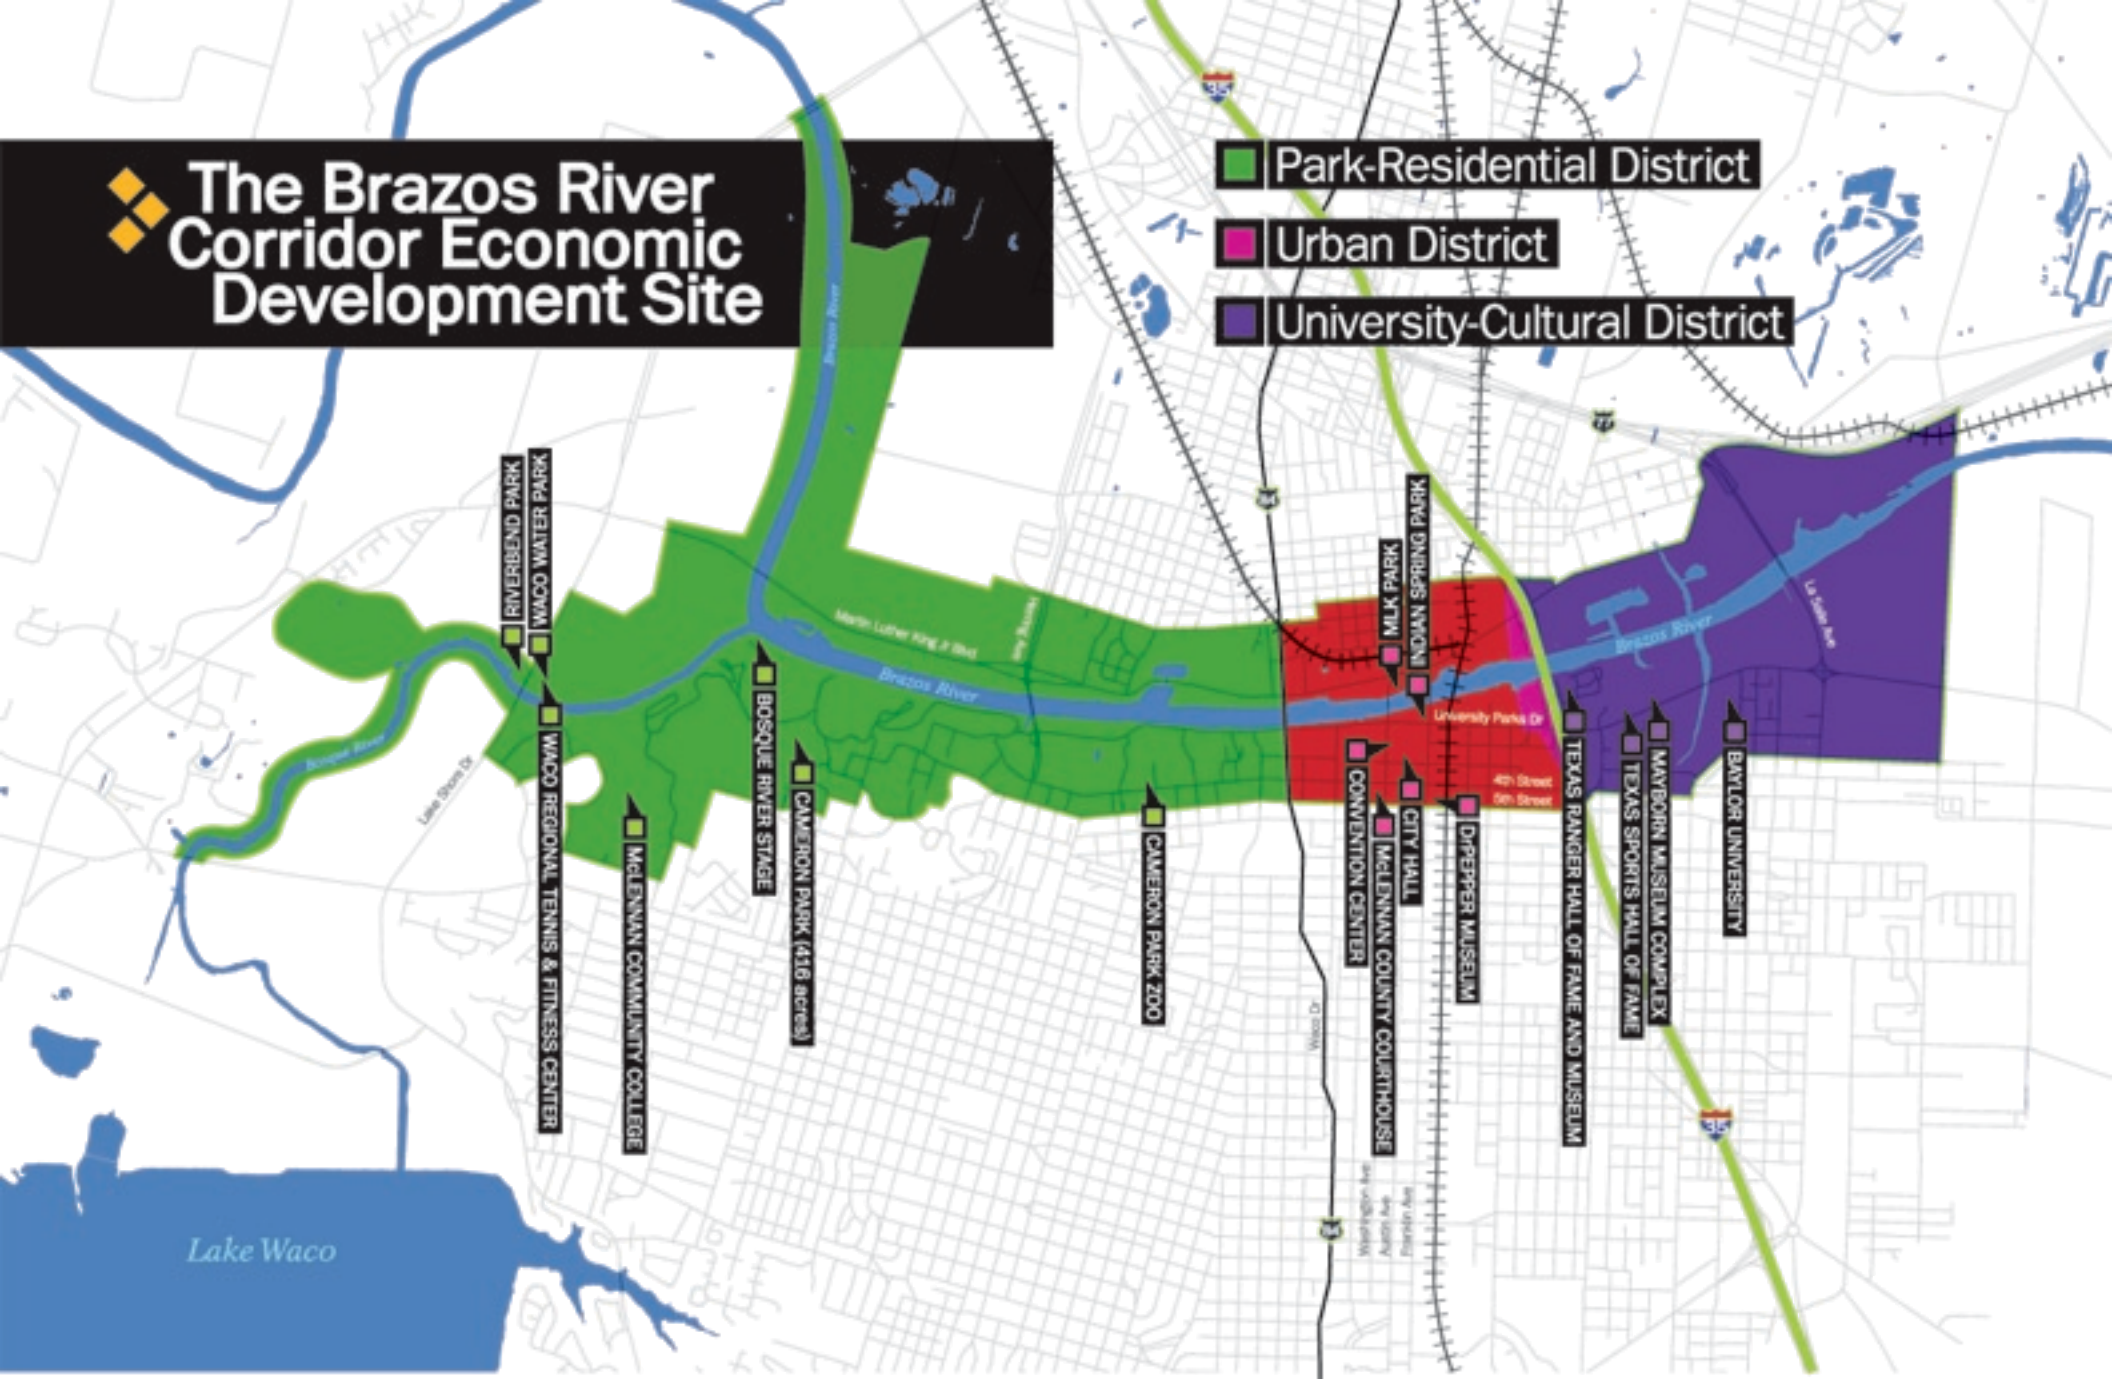 The Brazos River
Corridor Economic
Development Site
Park-Residential District
Urban District
University-Cultural District
35
Brazos River
RIVERBEND PARK
WACO WATER PARK
MLK PARK
INDIAN SPRING PARK
84
77
Martin Luther King Jr Blvd
Brazos River
Brazos River
La Salle Ave
University Parks Dr
4th Street
5th Street
Bosque River
Lake Shore Dr
WACO REGIONAL TENNIS & FITNESS CENTER
McLENNAN COMMUNITY COLLEGE
BOSQUE RIVER STAGE
CAMERON PARK (416 acres)
CAMERON PARK ZOO
CONVENTION CENTER
McLENNAN COUNTY COURTHOUSE
CITY HALL
DrPEPPER MUSEUM
TEXAS RANGER HALL OF FAME AND MUSEUM
TEXAS SPORTS HALL OF FAME
MAYBORN MUSEUM COMPLEX
BAYLOR UNIVERSITY
Waco Dr
Washington Ave
Austin Ave
Franklin Ave
35
84
Lake Waco